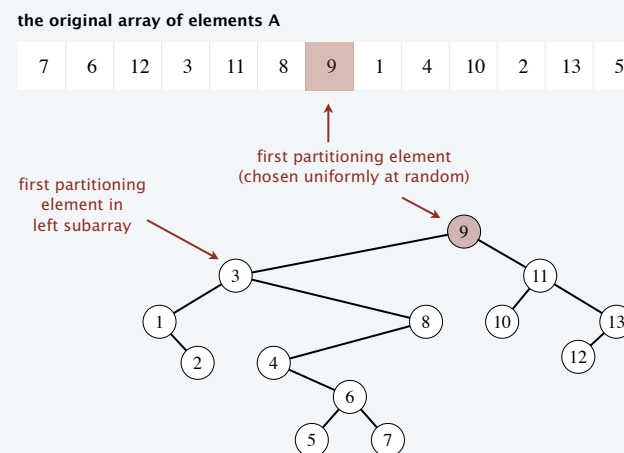 the original array of elements A
7 6 12 3 11 8 9 1 4 10 2 13 5
first partitioning element
(chosen uniformly at random)
first partitioning
element in
left subarray
9
3 11
1 8 10 13
2 4 12
6
5 7